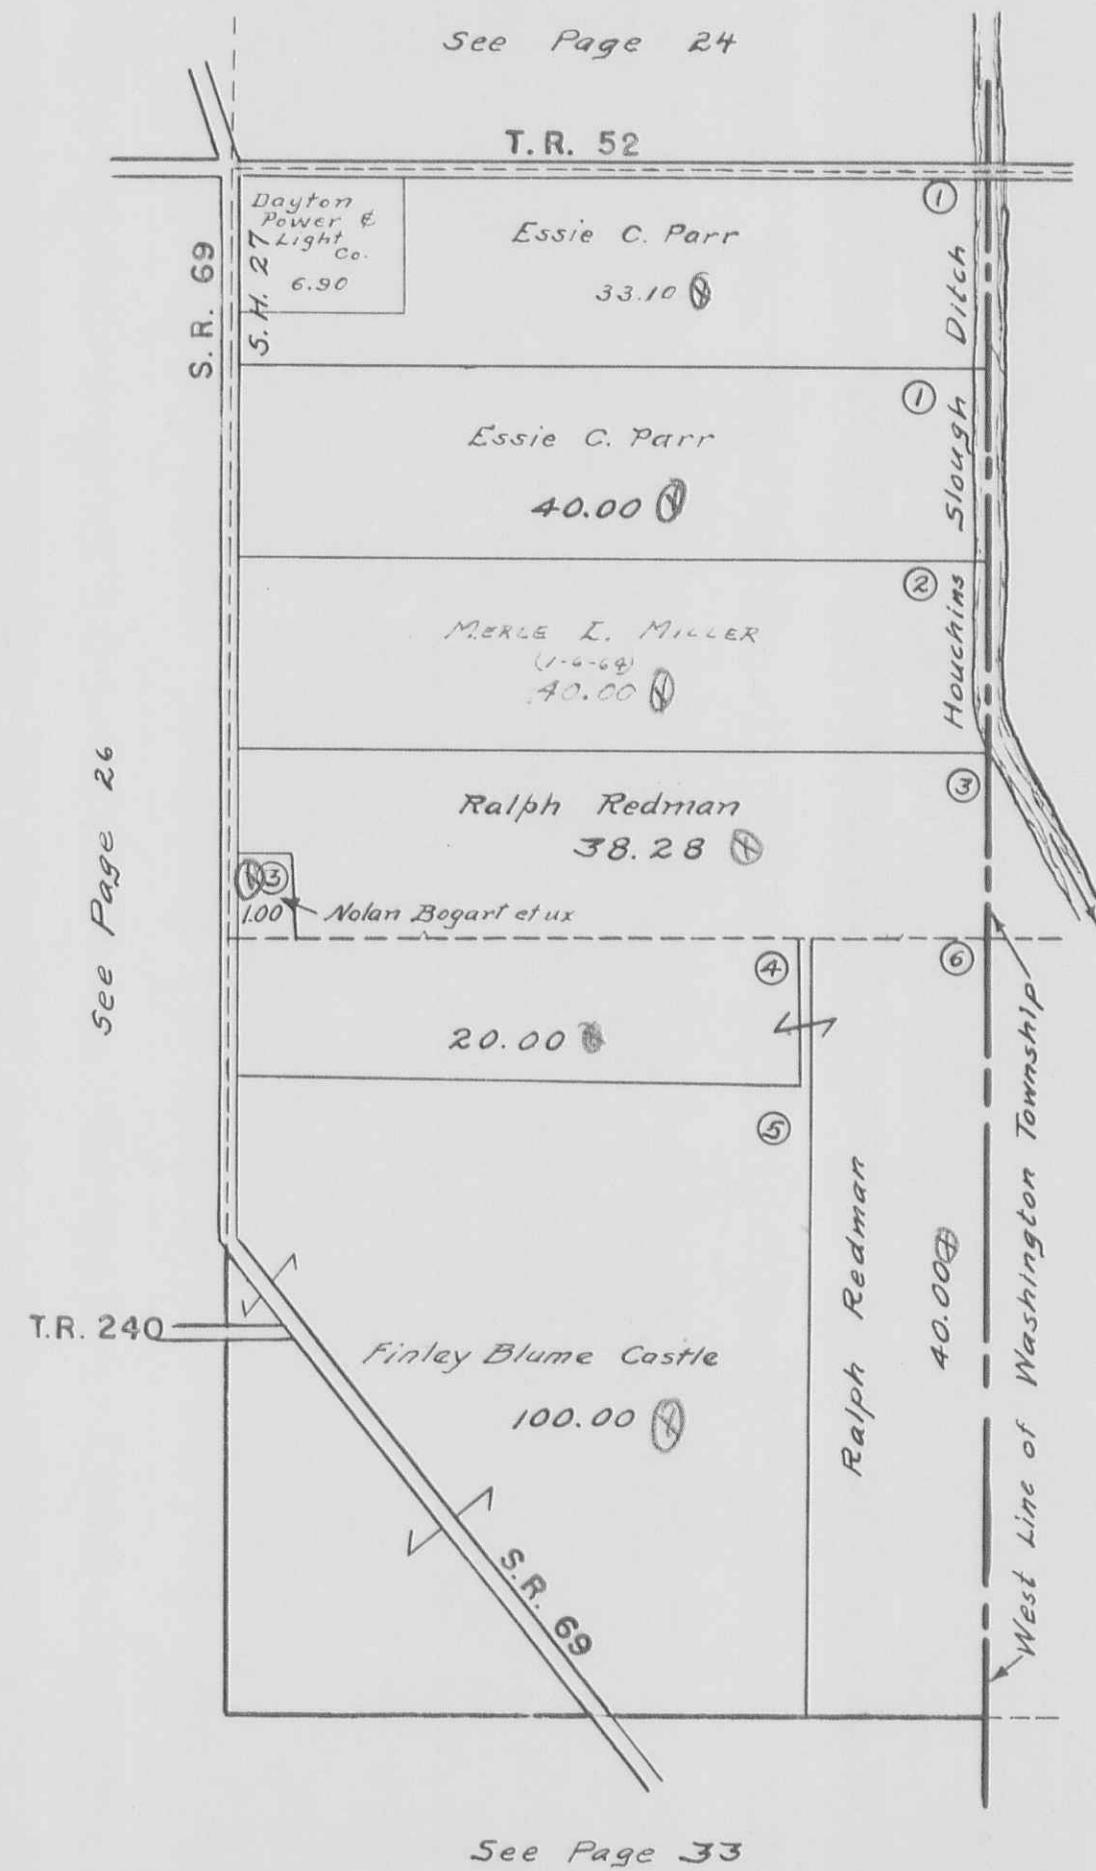 See Page 24
T.R. 52
Dayton
Power &
Light
Co.
6.90
S.H. 27
S.R. 69
Essie C. Parr
33.10
1
Essie C. Parr
40.00
1
Houchins Slough Ditch
MERLE E. MILLER
(1-6-64)
40.00
2
Ralph Redman
38.28
3
3
1.00
Nolan Bogart et ux
See Page 26
4
20.00
6
5
Ralph Redman
40.00
West Line of Washington Township
T.R. 240
Finley Blume Castle
100.00
S.R. 69
See Page 33